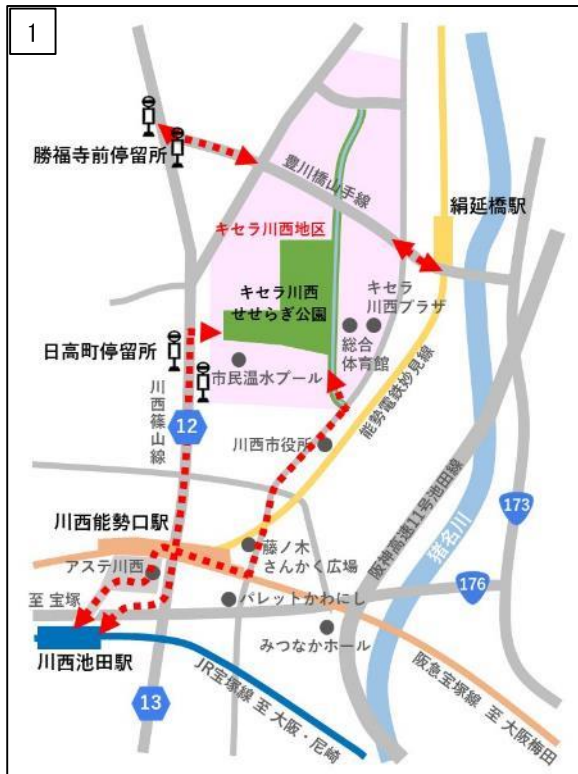 1
勝福寺前停留所
豊川橋山手線
絹延橋駅
キセラ川西地区
キセラ川西
せせらぎ公園
キセラ
川西プラザ
総合
体育館
日高町停留所
市民温水プール
川西篠山線
12
川西市役所
能勢電鉄妙見線
阪神高速11号池田線
猪名川
173
川西能勢口駅
藤ノ木
さんかく広場
アステ川西
176
至 宝塚
パレットかわにし
みつなかホール
川西池田駅
13
JR宝塚線 至 大阪・尼崎
阪急宝塚線 至 大阪梅田